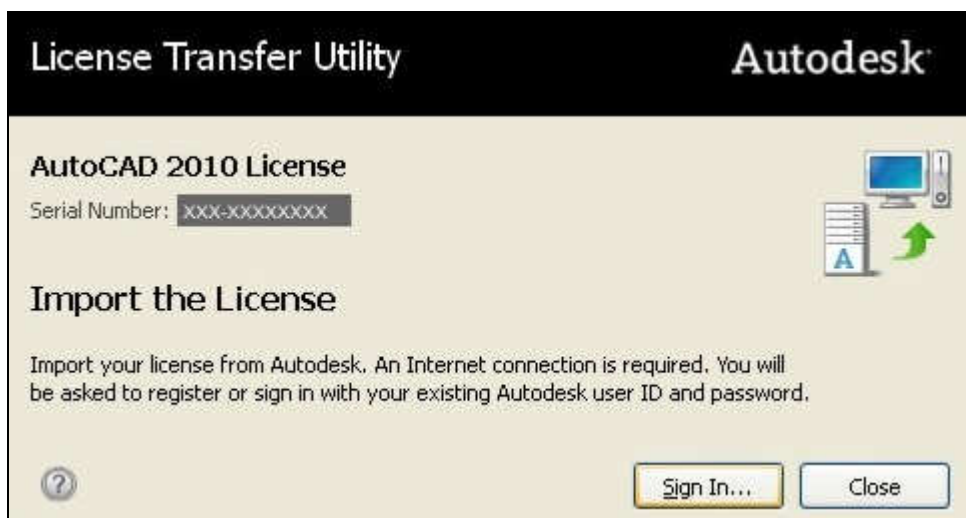 License Transfer Utility
Autodesk
AutoCAD 2010 License
Serial Number: xxx-xxxxxxxx
A
Import the License
Import your license from Autodesk. An Internet connection is required. You will
be asked to register or sign in with your existing Autodesk user ID and password.
?
Sign In...
Close